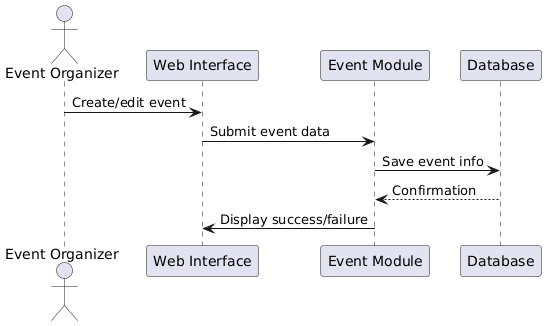 Event Organizer
Web Interface
Event Module
Database
Create/edit event
Submit event data
Save event info
Confirmation
Display success/failure
Event Organizer
Web Interface
Event Module
Database